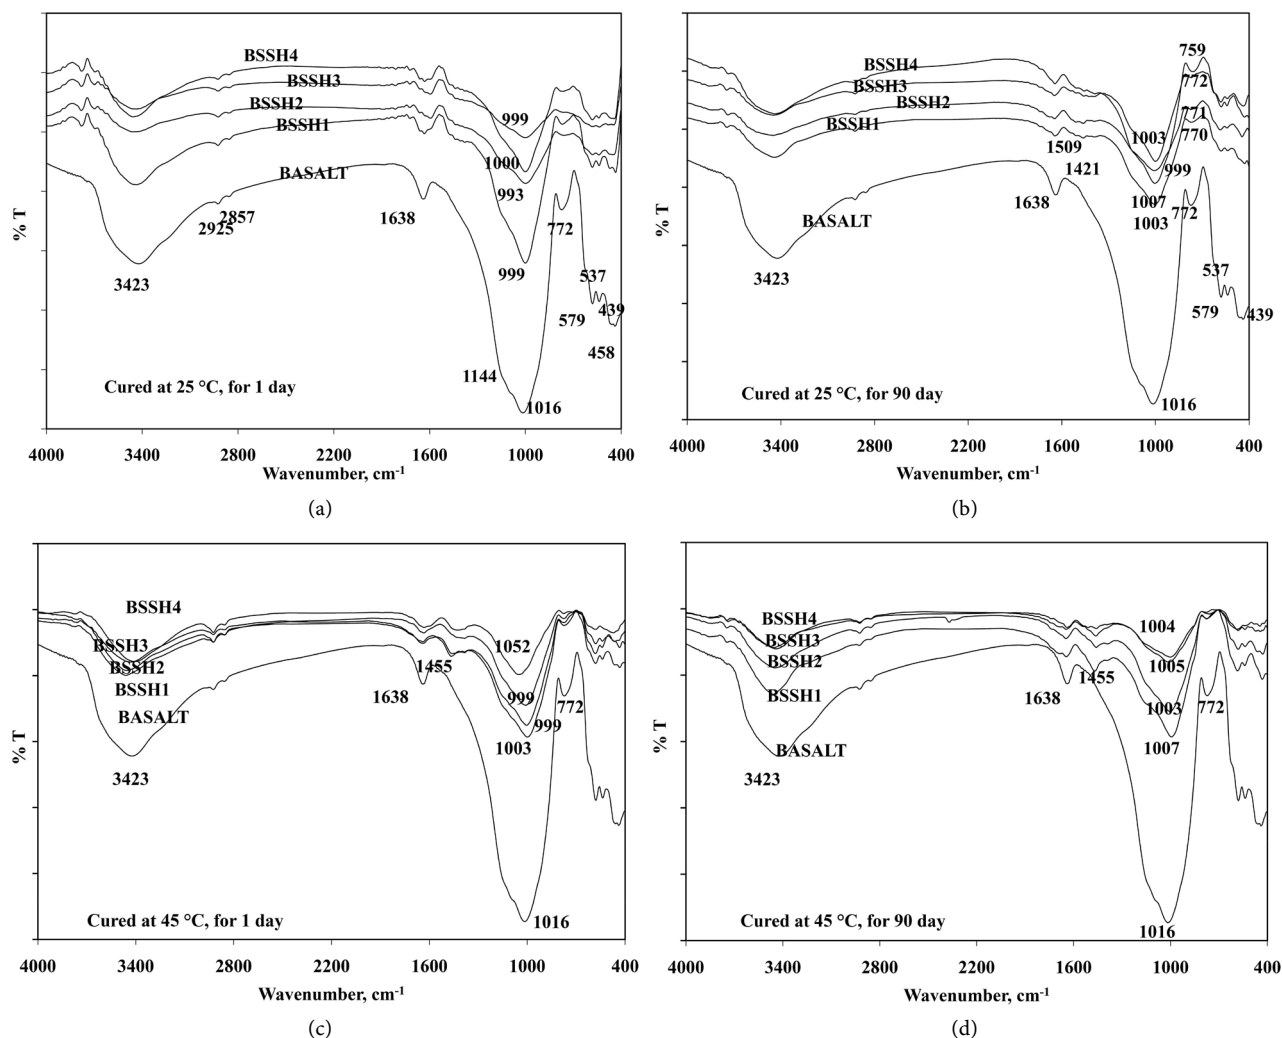 BSSH4
BSSH3
BSSH2
BSSH1
BASALT
999
1000
993
999
1638
772
2857
2925
3423
537
439
579
458
1144
1016
% T
Cured at 25 °C, for 1 day
4000 3400 2800 2200 1600 1000 400
Wavenumber, cm-1
(a)
759
BSSH4
BSSH3
772
BSSH2
771
BSSH1
770
1003
1509
1421
999
1638
1007
772
1003
BASALT
3423
537
579
439
1016
% T
Cured at 25 °C, for 90 day
4000 3400 2800 2200 1600 1000 400
Wavenumber, cm-1
(b)
BSSH4
BSSH3
BSSH2
BSSH1
BASALT
1052
1455
1638
999
772
999
1003
3423
1016
% T
Cured at 45 °C, for 1 day
4000 3400 2800 2200 1600 1000 400
Wavenumber, cm-1
(c)
BSSH4
BSSH3
BSSH2
BSSH1
BASALT
1004
1005
1455
1638
1003
772
1007
3423
1016
% T
Cured at 45 °C, for 90 day
4000 3400 2800 2200 1600 1000 400
Wavenumber, cm-1
(d)